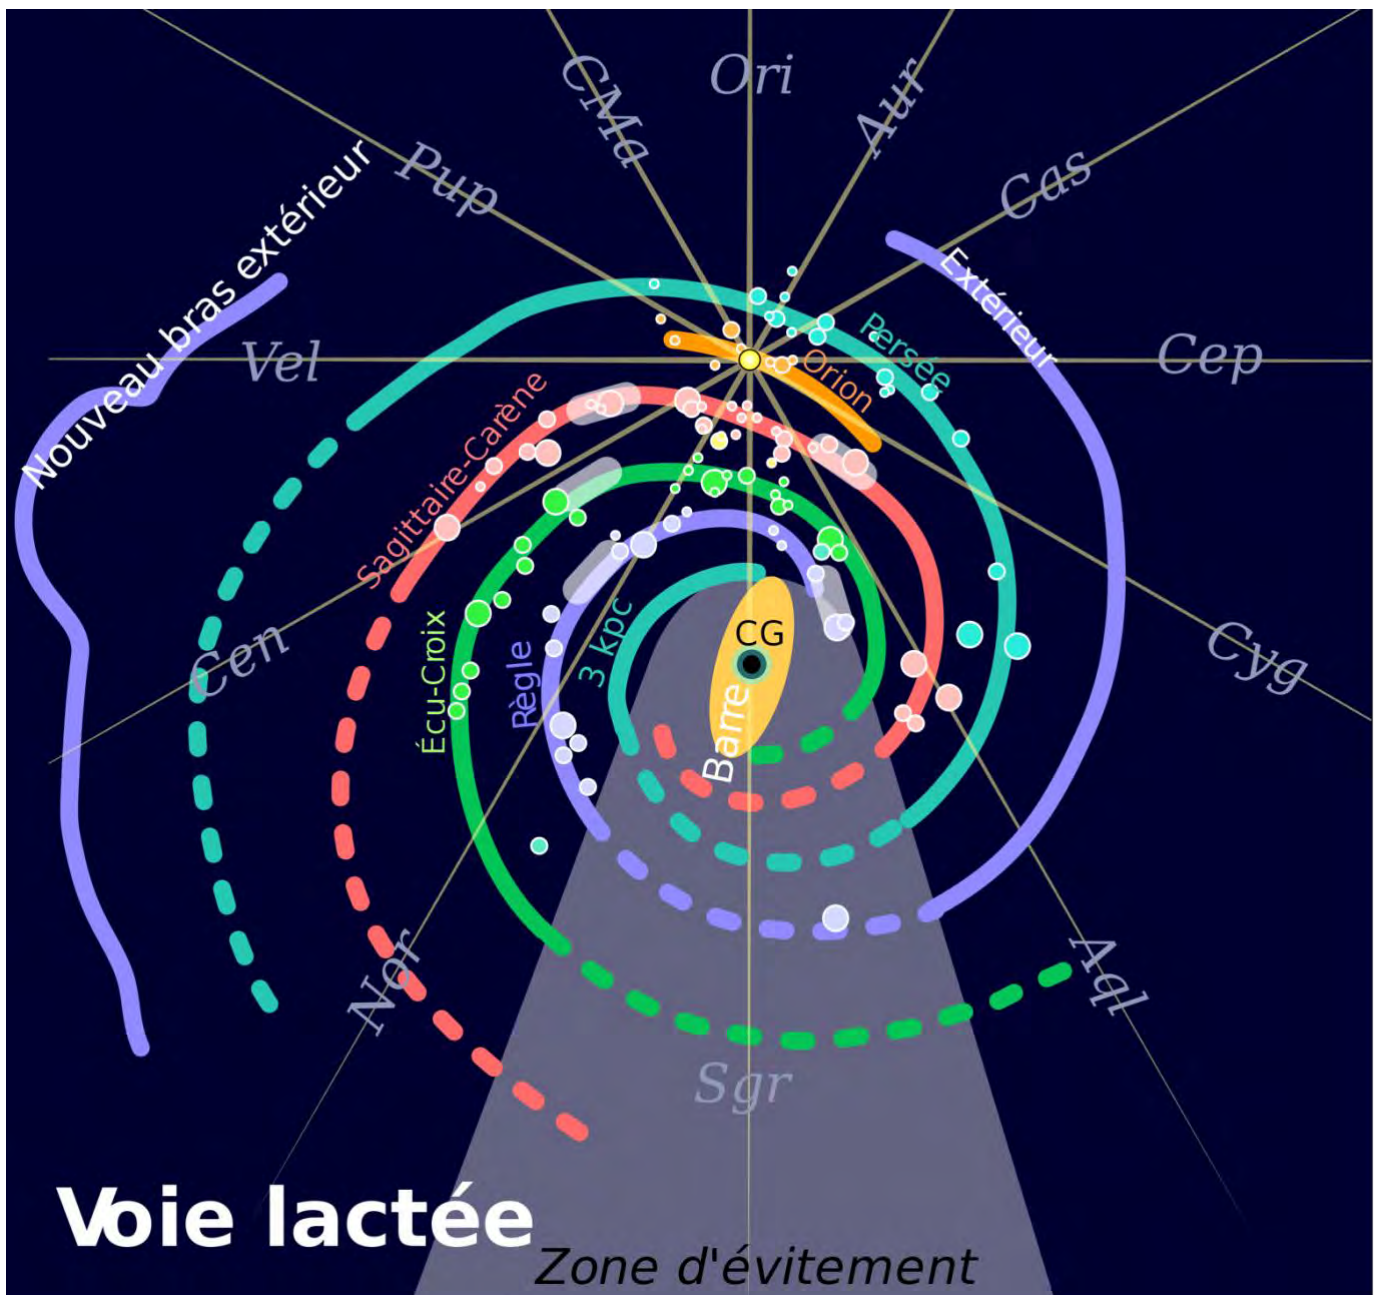 Ori
CMa
Aur
Pup
Cas
Nouveau bras extérieur
Extérieur
Vel
Persée
Orion
Cep
Sagittaire-Carène
Cen
Écu-Croix
Règle
3 kpc
CG
Barre
Cyg
Nor
Aql
Sgr
Voie lactée
Zone d'évitement